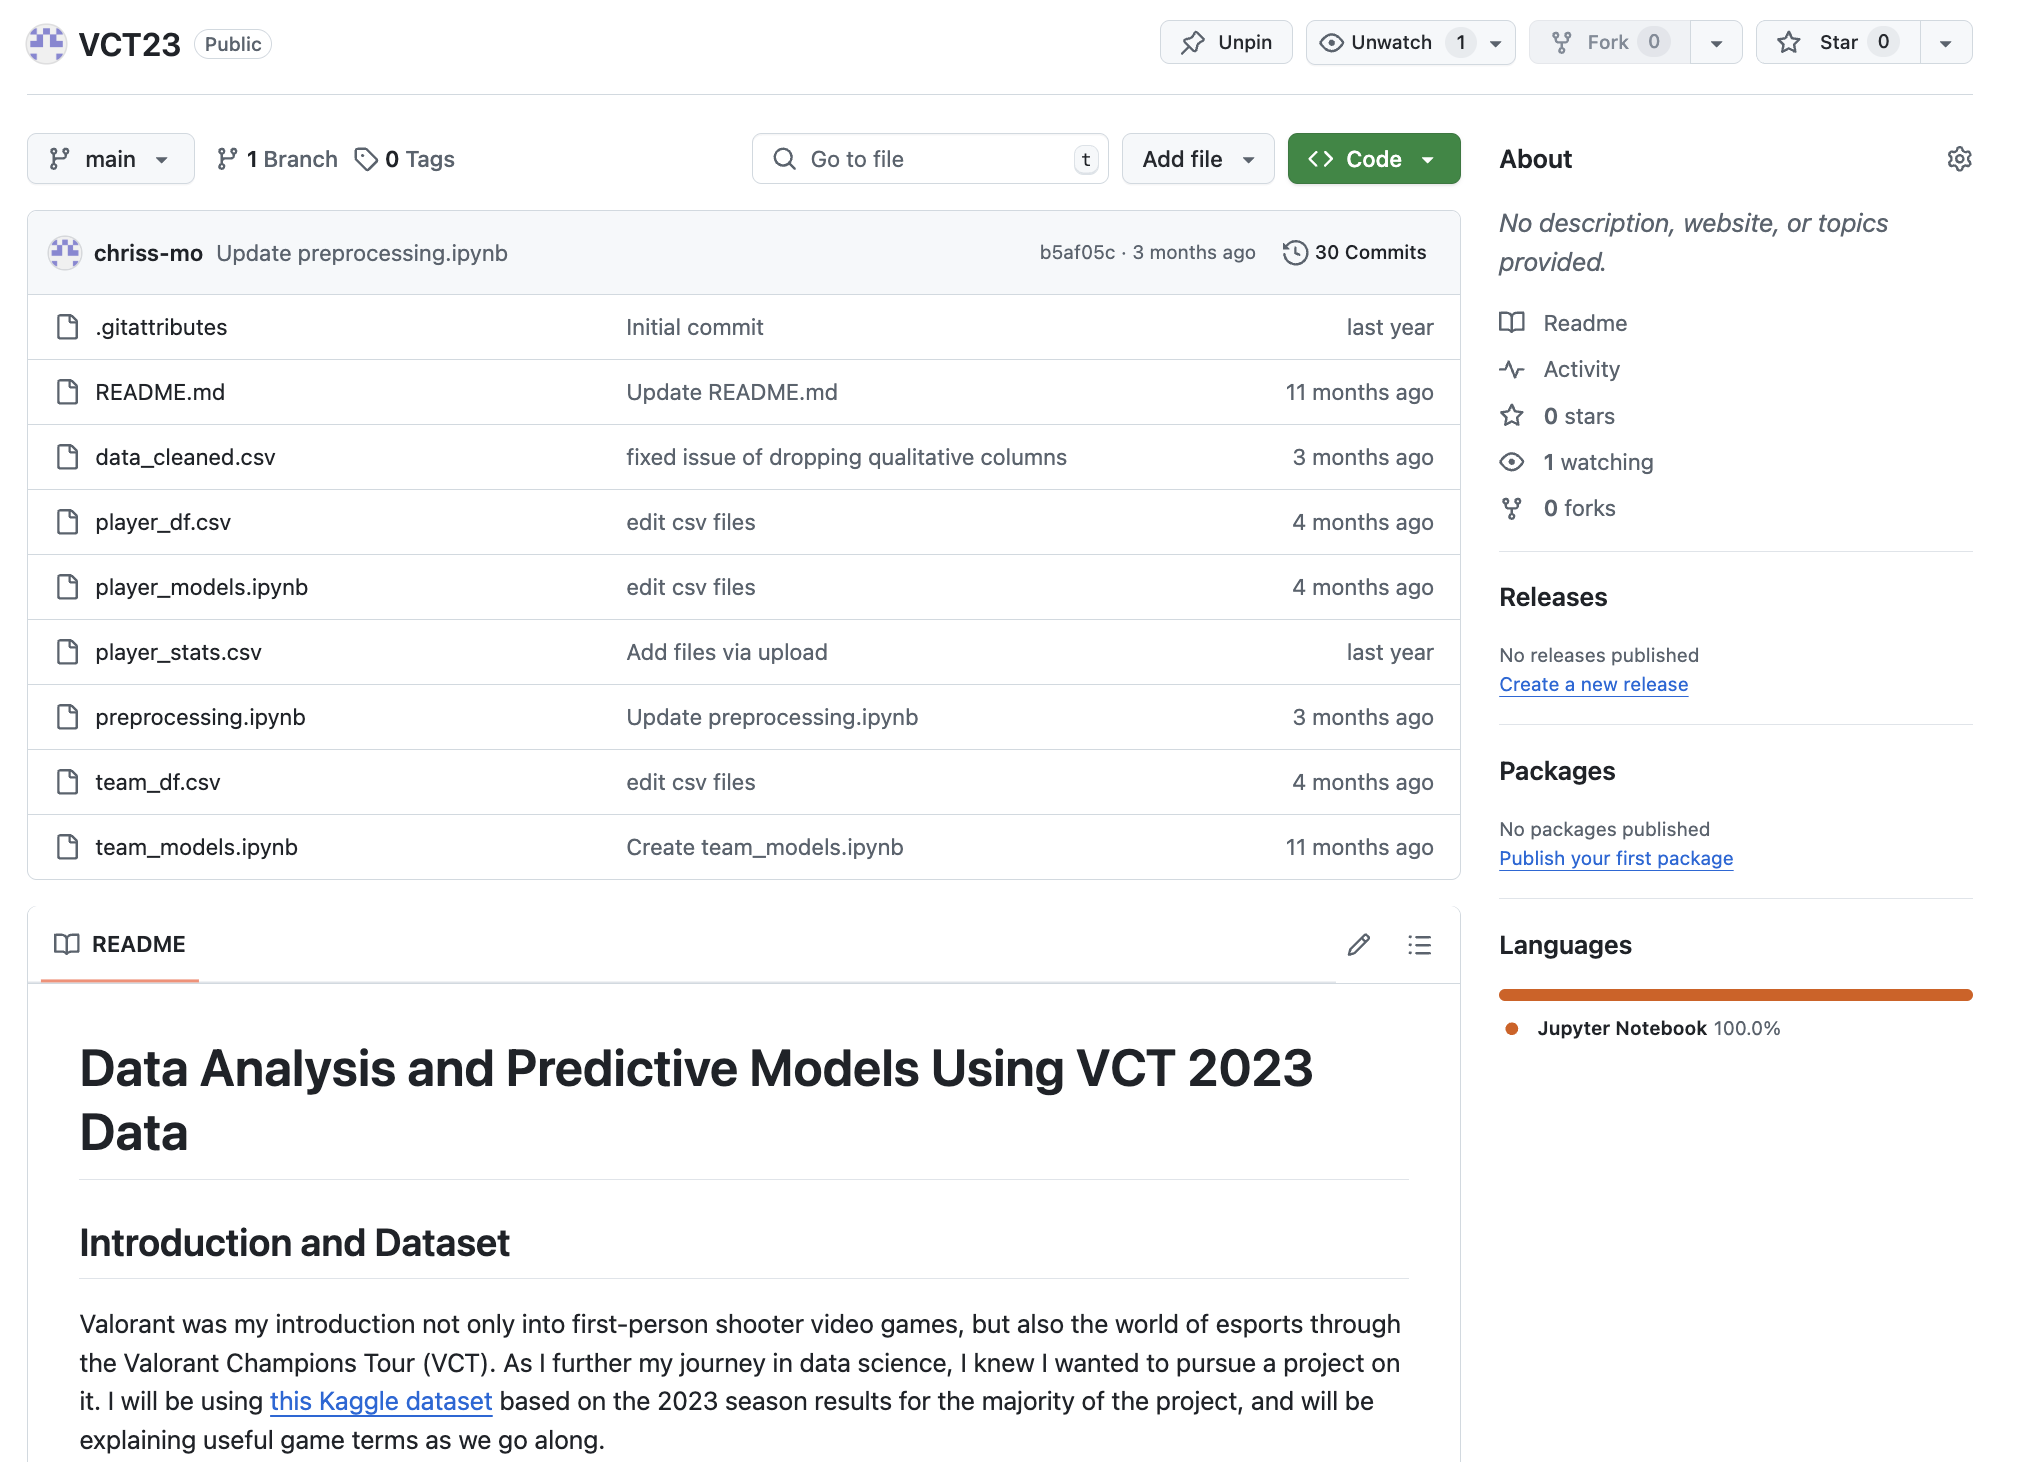 VCT23 Public Unpin Unwatch 1 Fork 0 Star 0
main 1 Branch 0 Tags Go to file t Add file Code
chriss-mo Update preprocessing.ipynb b5af05c · 3 months ago 30 Commits
.gitattributes Initial commit last year
README.md Update README.md 11 months ago
data_cleaned.csv fixed issue of dropping qualitative columns 3 months ago
player_df.csv edit csv files 4 months ago
player_models.ipynb edit csv files 4 months ago
player_stats.csv Add files via upload last year
preprocessing.ipynb Update preprocessing.ipynb 3 months ago
team_df.csv edit csv files 4 months ago
team_models.ipynb Create team_models.ipynb 11 months ago
README
Data Analysis and Predictive Models Using VCT 2023
Data
Introduction and Dataset
Valorant was my introduction not only into first-person shooter video games, but also the world of esports through
the Valorant Champions Tour (VCT). As I further my journey in data science, I knew I wanted to pursue a project on
it. I will be using this Kaggle dataset based on the 2023 season results for the majority of the project, and will be
explaining useful game terms as we go along.
About
No description, website, or topics
provided.
Readme
Activity
0 stars
1 watching
0 forks
Releases
No releases published
Create a new release
Packages
No packages published
Publish your first package
Languages
Jupyter Notebook 100.0%